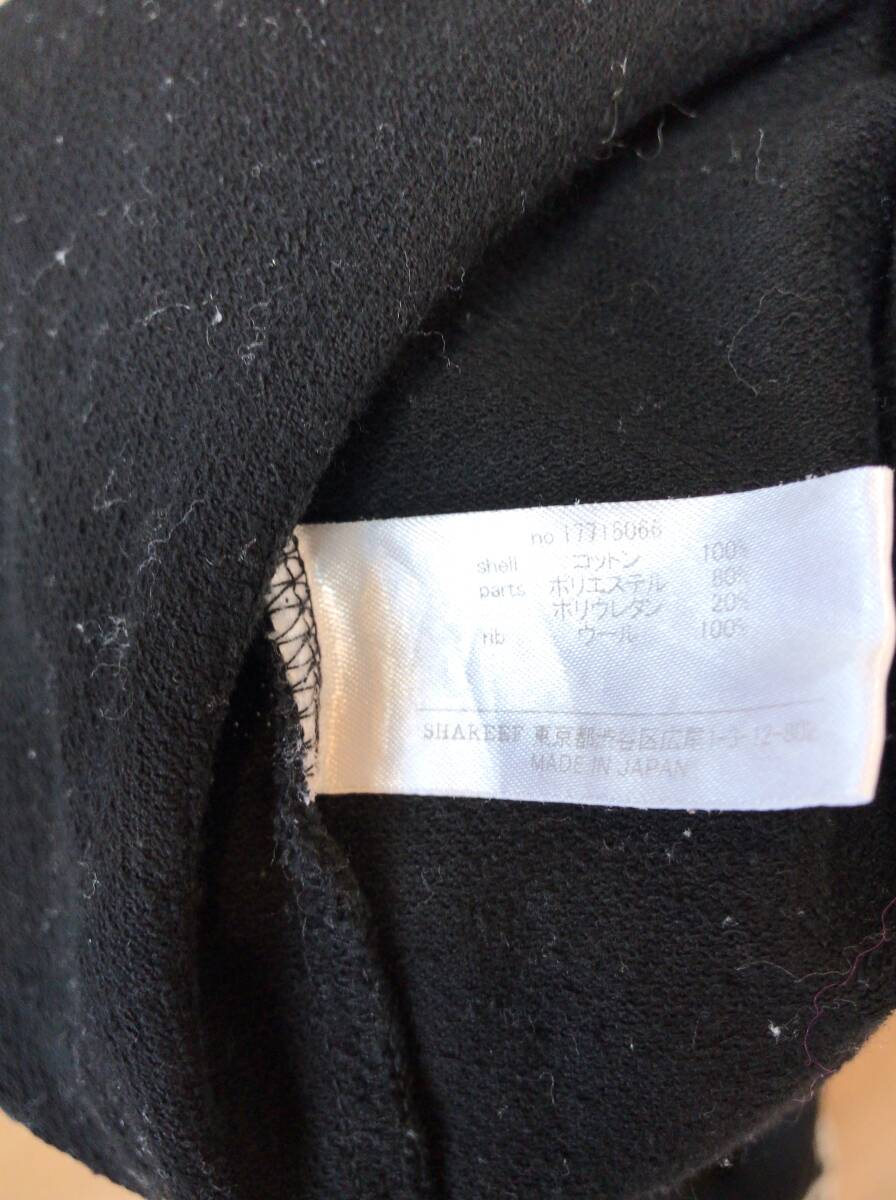 no 17715066
shell コットン 100%
parts ポリエステル 80%
ポリウレタン 20%
rib ウール 100%
SHAREEF 東京都渋谷区広尾1-3-12-802
MADE IN JAPAN